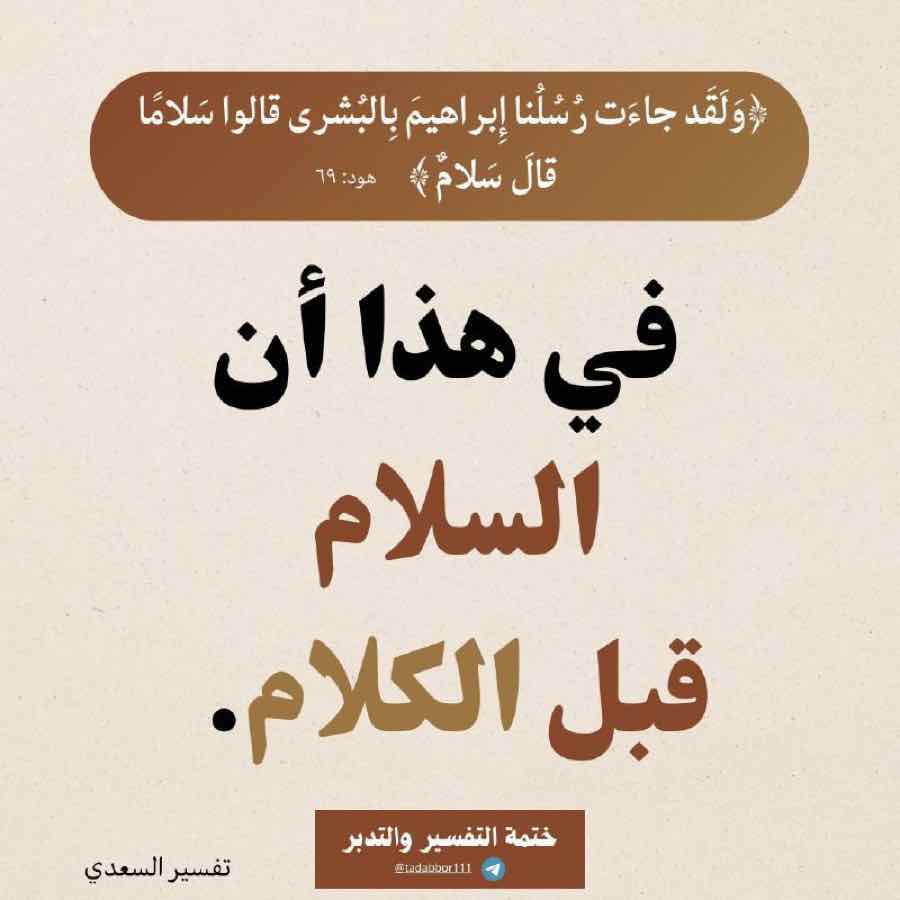 ﴿وَلَقَد جاءَت رُسُلُنا إِبراهيمَ بِالبُشرى قالوا سَلامًا
قالَ سَلامٌ﴾ هود: ٦٩
في هذا أن
السلام
قبل الكلام.
ختمة التفسير والتدبر
@tadabbor111
تفسير السعدي